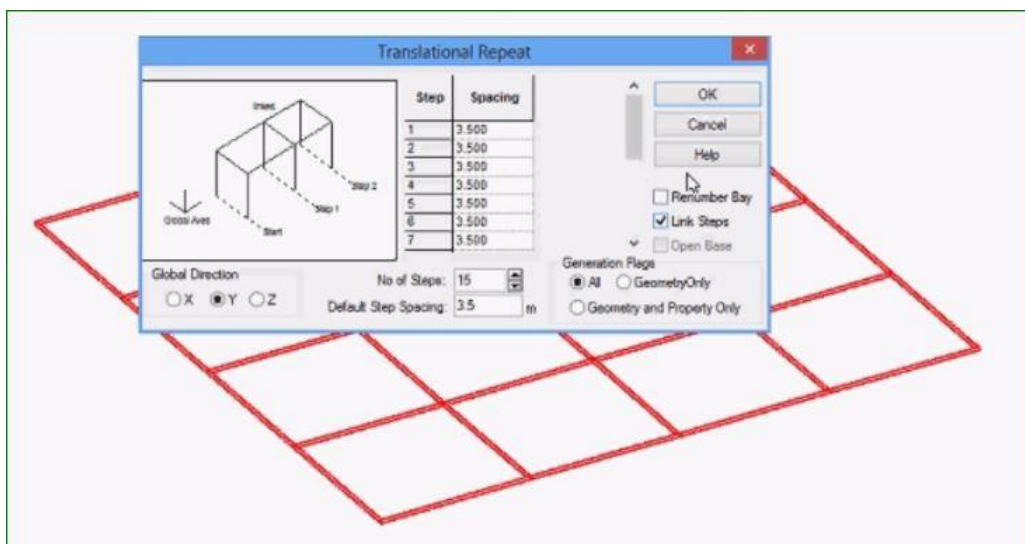 Translational Repeat
Step Spacing
1 3.500
2 3.500
3 3.500
4 3.500
5 3.500
6 3.500
7 3.500
Step 2
Step 1
Start
Global Axes
OK
Cancel
Help
Renumber Bay
Link Steps
Open Base
Global Direction
X Y Z
No of Steps: 15
Default Step Spacing: 3.5 m
Generation Flags
All GeometryOnly
Geometry and Property Only